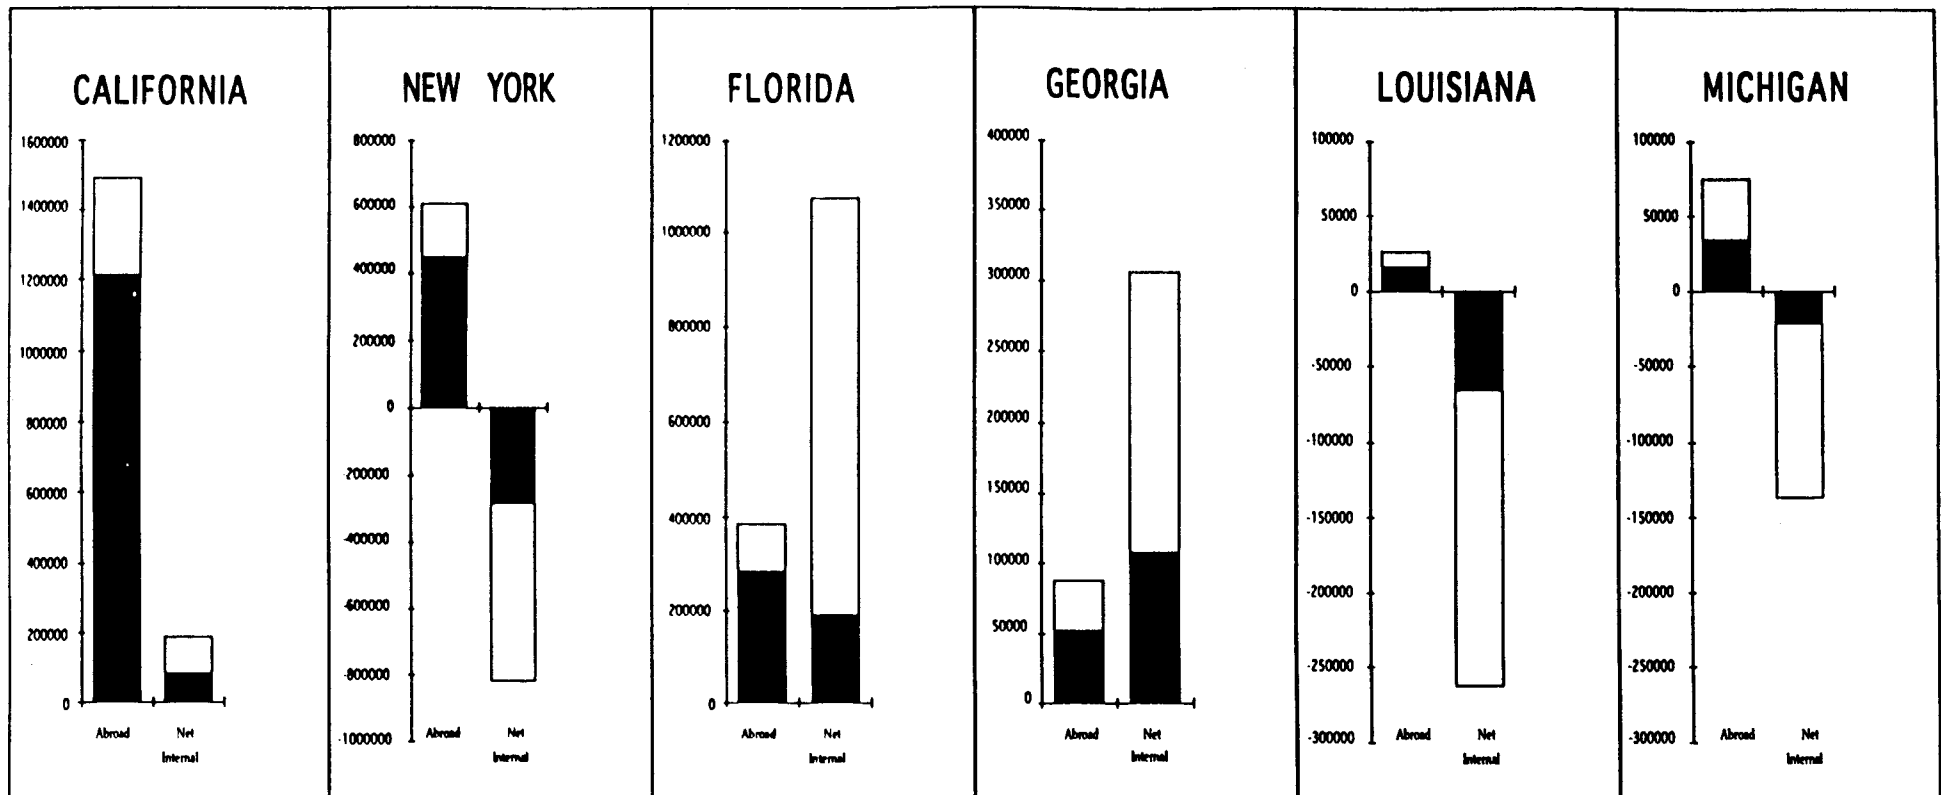 CALIFORNIA
1600000
1400000
1200000
1000000
800000
600000
400000
200000
0
Abroad Net
Internal
NEW YORK
800000
600000
400000
200000
0
-200000
-400000
-600000
-800000
-1000000
Abroad Net
Internal
FLORIDA
1200000
1000000
800000
600000
400000
200000
0
Abroad Net
Internal
GEORGIA
400000
350000
300000
250000
200000
150000
100000
50000
0
Abroad Net
Internal
LOUISIANA
100000
50000
0
-50000
-100000
-150000
-200000
-250000
-300000
Abroad Net
Internal
MICHIGAN
100000
50000
0
-50000
-100000
-150000
-200000
-250000
-300000
Abroad Net
Internal